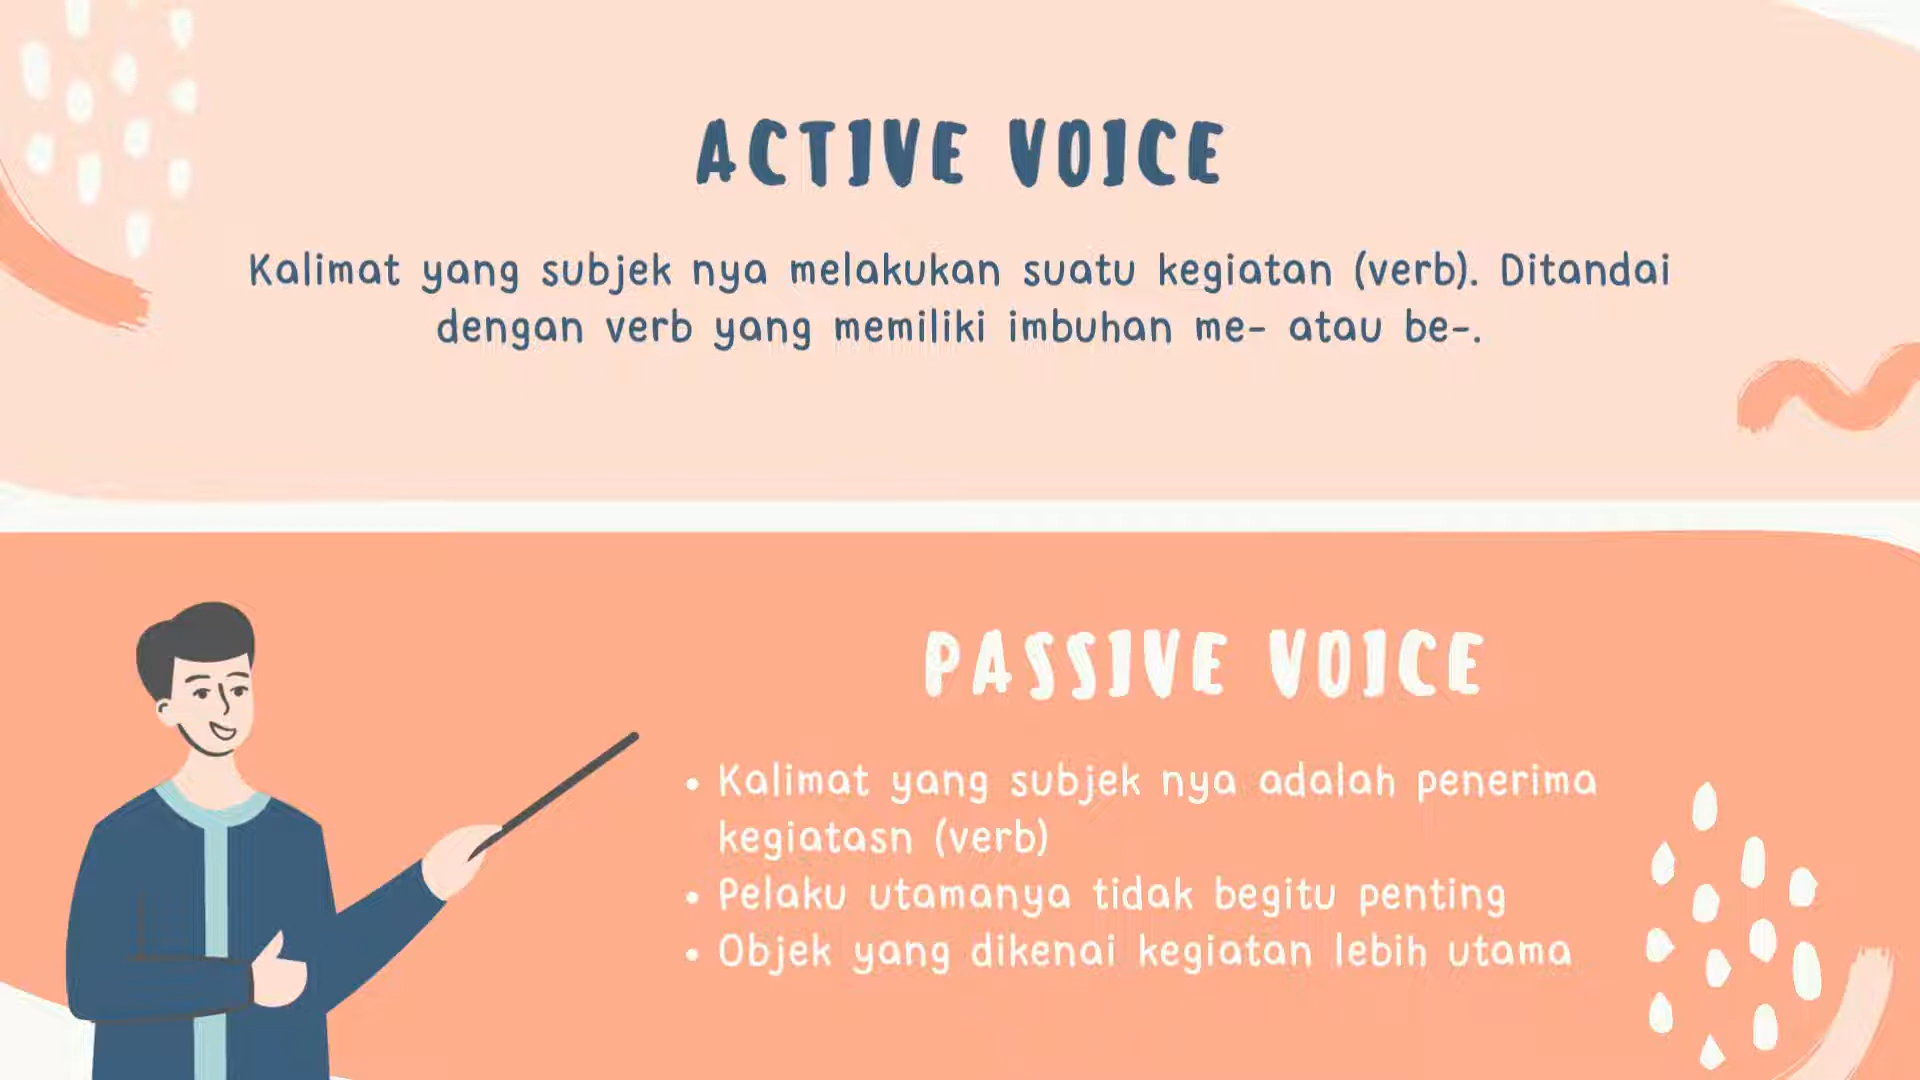 ACTIVE VOICE
Kalimat yang subjek nya melakukan suatu kegiatan (verb). Ditandai
dengan verb yang memiliki imbuhan me- atau be-.
PASSIVE VOICE
• Kalimat yang subjek nya adalah penerima
kegiatasn (verb)
• Pelaku utamanya tidak begitu penting
• Objek yang dikenai kegiatan lebih utama